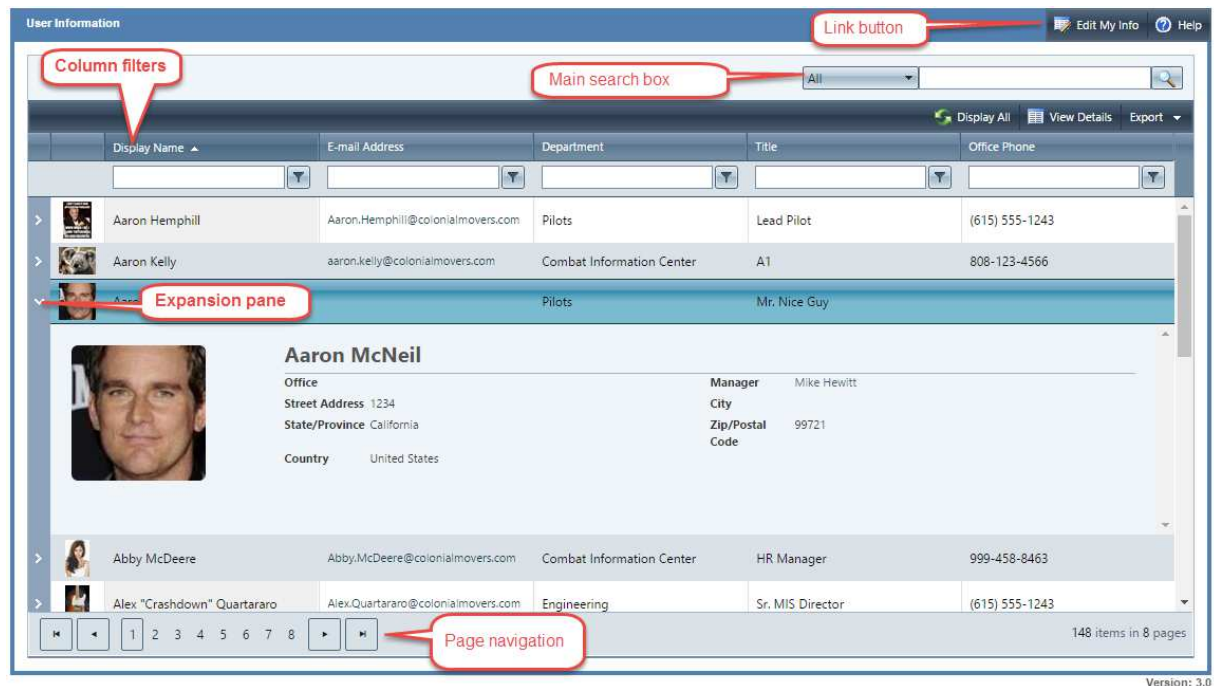 User Information
Link button
Edit My Info
Help
Column filters
Main search box
All
Display All
View Details
Export
Display Name
E-mail Address
Department
Title
Office Phone
Aaron Hemphill Aaron.Hemphill@colonialmovers.com Pilots Lead Pilot (615) 555-1243
Aaron Kelly aaron.kelly@colonialmovers.com Combat Information Center A1 808-123-4566
Expansion pane
Pilots Mr. Nice Guy
Aaron McNeil
Office
Manager Mike Hewitt
Street Address 1234
City
State/Province California
Zip/Postal Code 99721
Country United States
Abby McDeere Abby.McDeere@colonialmovers.com Combat Information Center HR Manager 999-458-8463
Alex "Crashdown" Quartararo Alex.Quartararo@colonialmovers.com Engineering Sr. MIS Director (615) 555-1243
1 2 3 4 5 6 7 8
Page navigation
148 items in 8 pages
Version: 3.0